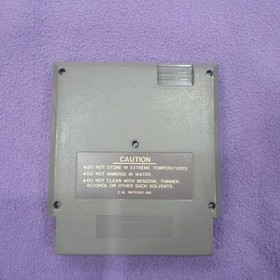 CAUTION
●DO NOT STORE IN EXTREME TEMPERATURES.
●DO NOT IMMERSE IN WATER.
●DO NOT CLEAN WITH BENZENE, THINNER,
ALCOHOL OR OTHER SUCH SOLVENTS.
NINTENDO